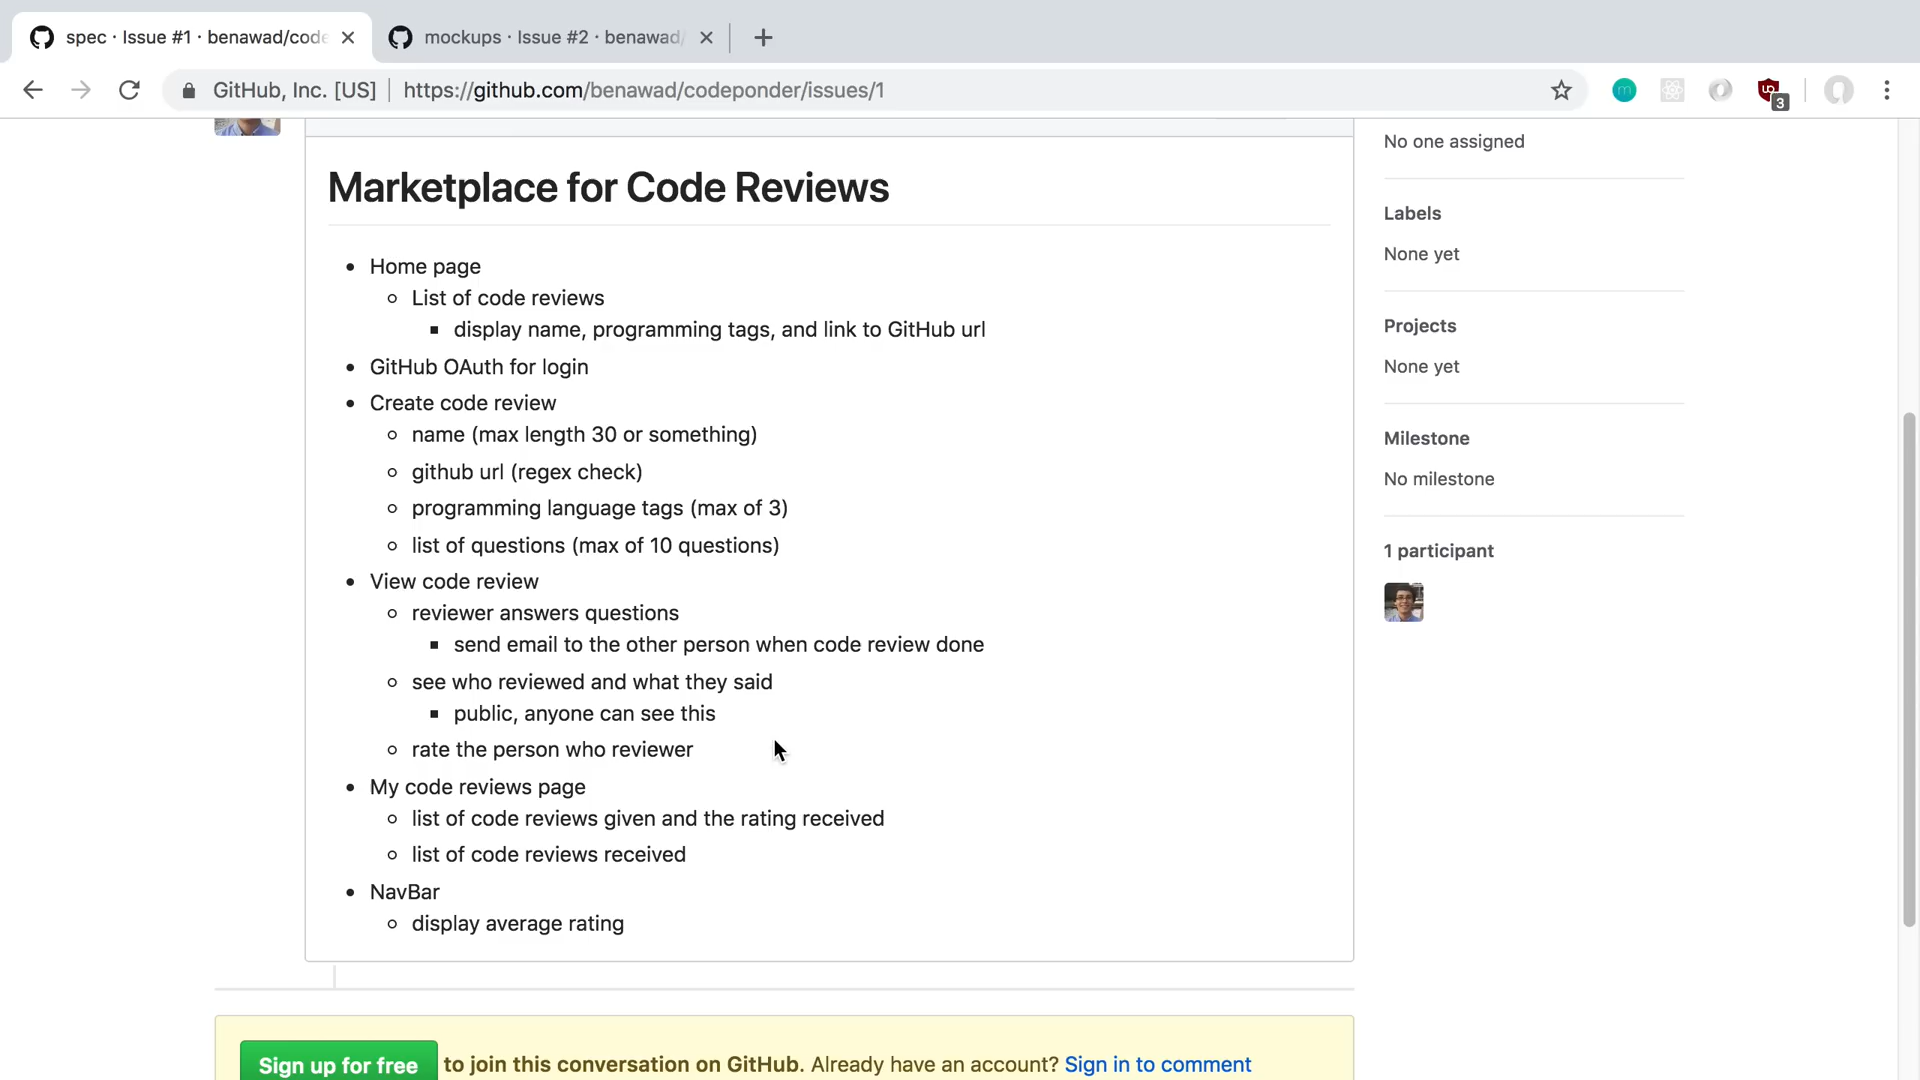 spec · Issue #1 · benawad/code
mockups · Issue #2 · benawad/
GitHub, Inc. [US] https://github.com/benawad/codeponder/issues/1
3
No one assigned
Marketplace for Code Reviews
Labels
None yet
Projects
None yet
Milestone
No milestone
1 participant
Home page
List of code reviews
display name, programming tags, and link to GitHub url
GitHub OAuth for login
Create code review
name (max length 30 or something)
github url (regex check)
programming language tags (max of 3)
list of questions (max of 10 questions)
View code review
reviewer answers questions
send email to the other person when code review done
see who reviewed and what they said
public, anyone can see this
rate the person who reviewer
My code reviews page
list of code reviews given and the rating received
list of code reviews received
NavBar
display average rating
Sign up for free to join this conversation on GitHub. Already have an account? Sign in to comment